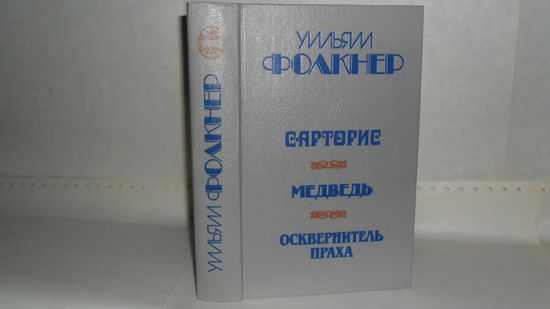 УИЛЬЯМ
ФОЛКНЕР
САРТОРИС
МЕДВЕДЬ
ОСКВЕРНИТЕЛЬ
ПРАХА
УИЛЬЯМ ФОЛКНЕР